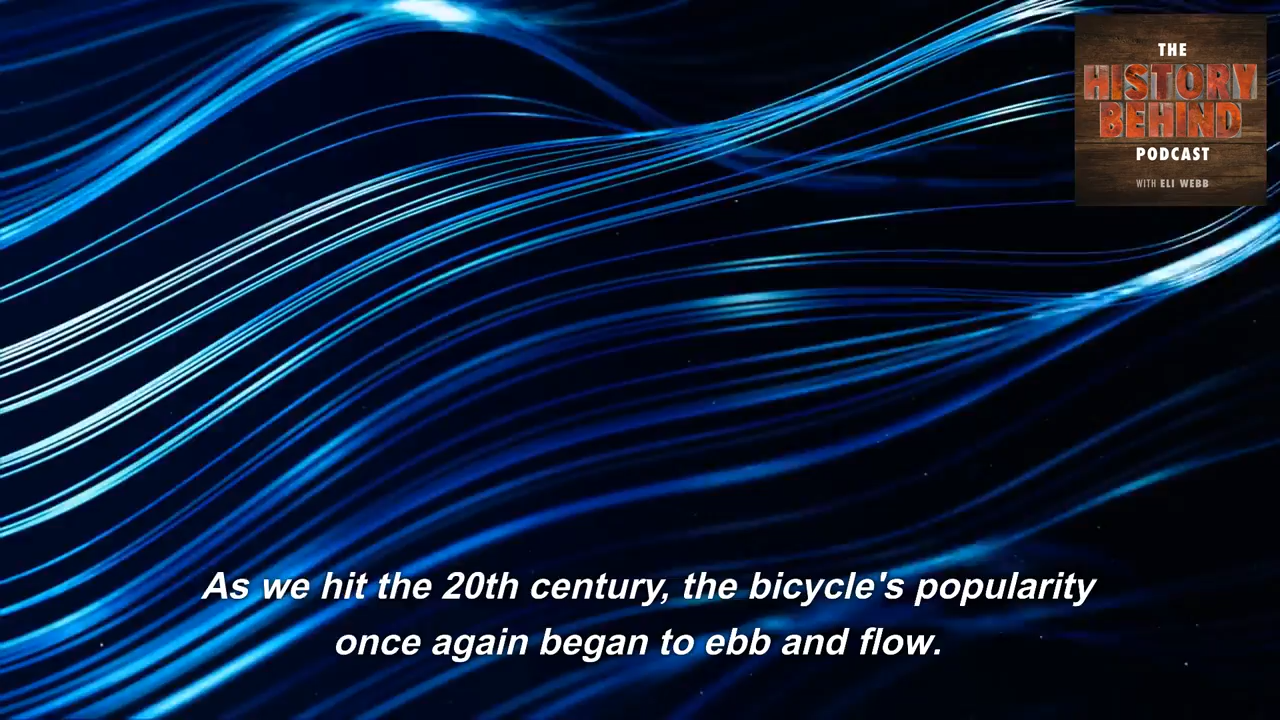 THE
HISTORY
BEHIND
PODCAST
WITH ELI WEBB
As we hit the 20th century, the bicycle's popularity
once again began to ebb and flow.